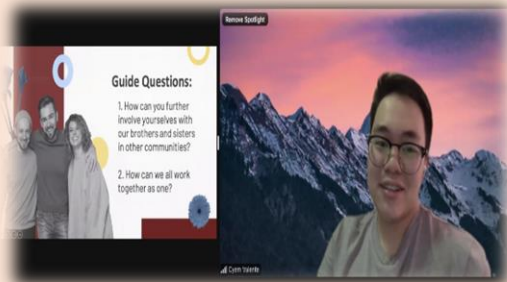 Remove Spotlight
Guide Questions:
1. How can you further
involve yourselves with
our brothers and sisters
in other communities?
2. How can we all work
together as one?
Cyem Valente